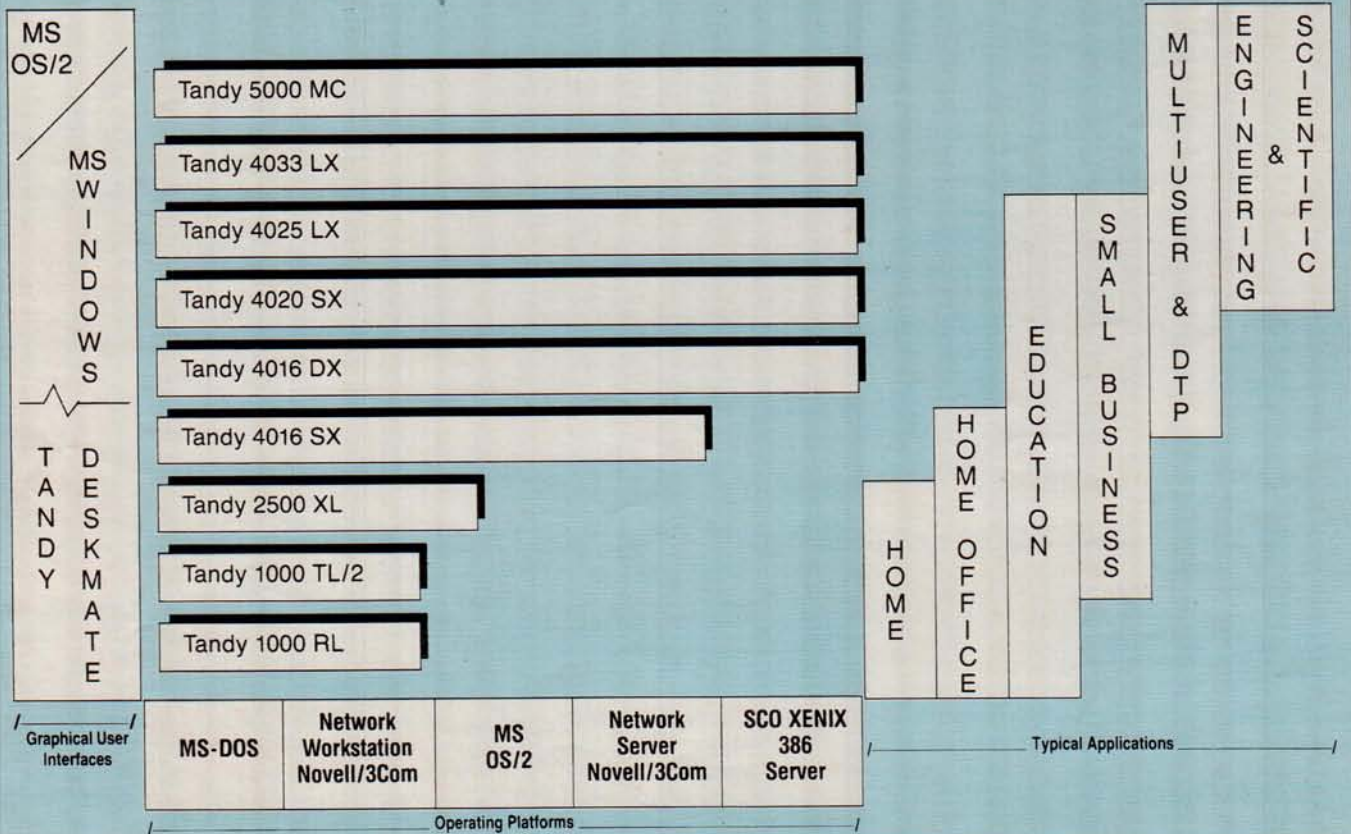 MS
OS/2
MS
WINDOWS
TANDY
DESKMATE
Graphical User
Interfaces
Tandy 5000 MC
Tandy 4033 LX
Tandy 4025 LX
Tandy 4020 SX
Tandy 4016 DX
Tandy 4016 SX
Tandy 2500 XL
Tandy 1000 TL/2
Tandy 1000 RL
MS-DOS
Network
Workstation
Novell/3Com
MS
OS/2
Network
Server
Novell/3Com
SCO XENIX
386
Server
Operating Platforms
HOME
HOME OFFICE
EDUCATION
SMALL BUSINESS
MULTIUSER & DTP
ENGINEERING
&
SCIENTIFIC
Typical Applications